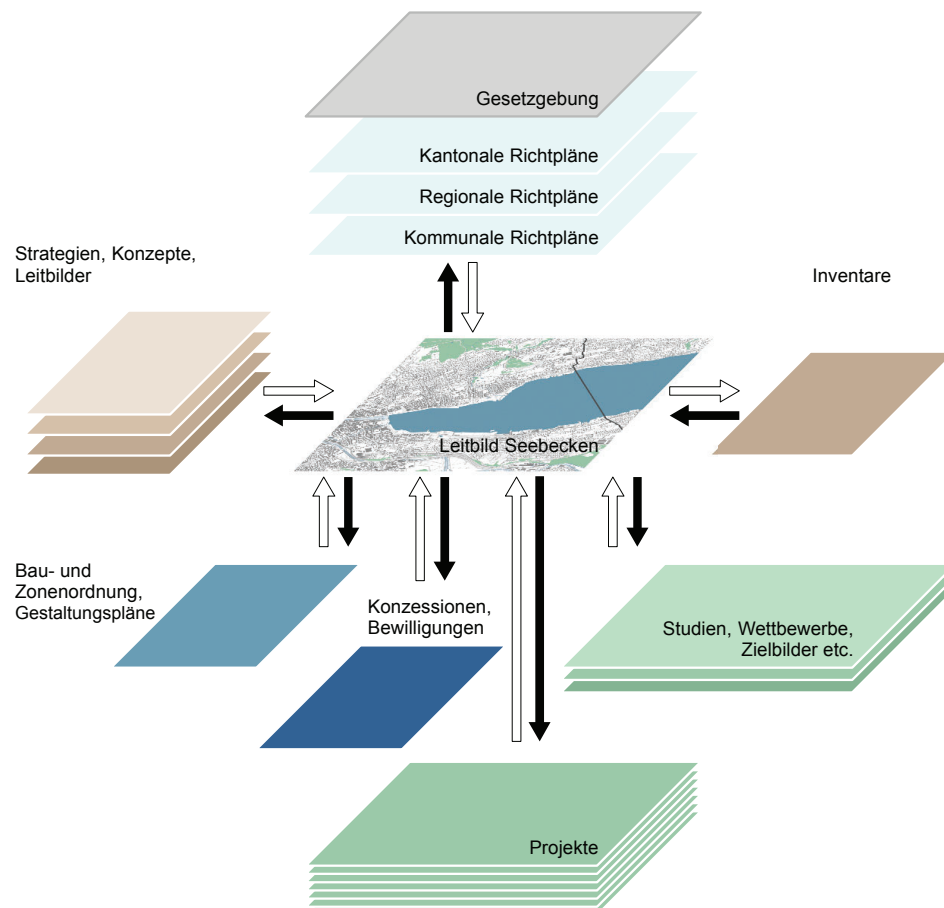 Gesetzgebung
Kantonale Richtpläne
Regionale Richtpläne
Kommunale Richtpläne
Strategien, Konzepte,
Leitbilder
Inventare
Leitbild Seebecken
Bau- und
Zonenordnung,
Gestaltungspläne
Konzessionen,
Bewilligungen
Studien, Wettbewerbe,
Zielbilder etc.
Projekte